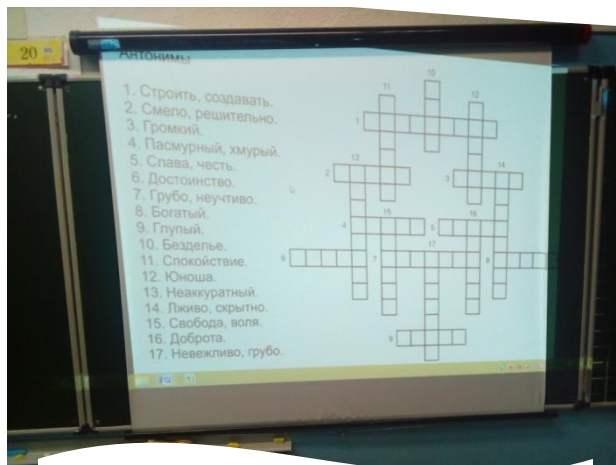 20
Антонимы
1. Строить, создавать.
2. Смело, решительно.
3. Громкий.
4. Пасмурный, хмурый.
5. Слава, честь.
6. Достоинство.
7. Грубо, неучтиво.
8. Богатый.
9. Глупый.
10. Безделье.
11. Спокойствие.
12. Юноша.
13. Неаккуратный.
14. Лживо, скрытно.
15. Свобода, воля.
16. Доброта.
17. Невежливо, грубо.
10
11
12
1
13
14
2
3
15
16
4
5
17
6
7
8
9